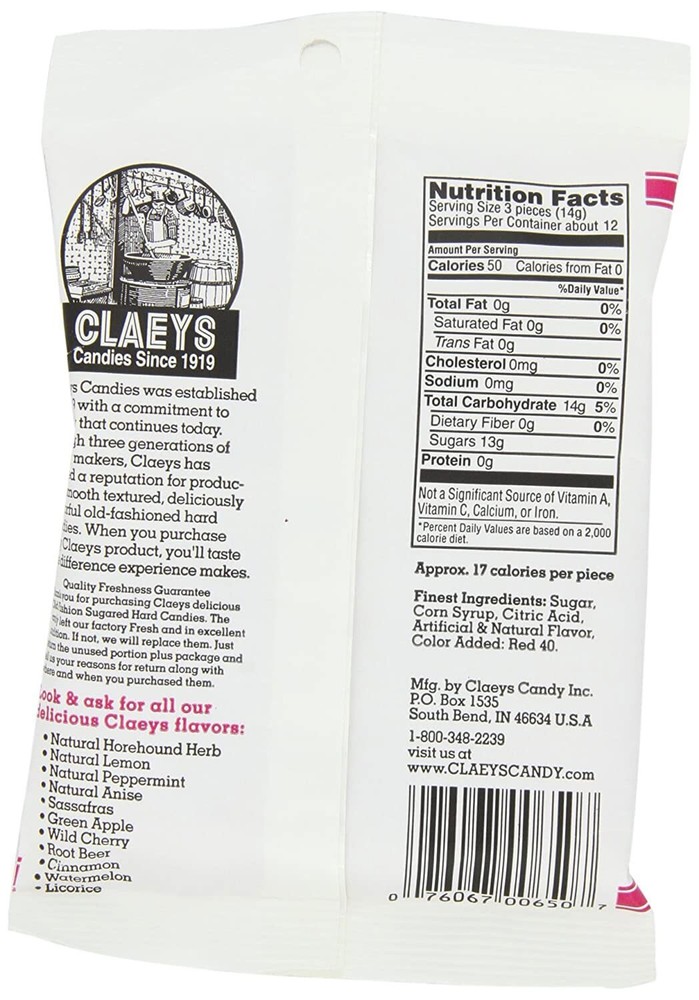 CLAEYS
Candies Since 1919
s Candies was established
with a commitment to
that continues today.
h three generations of
makers, Claeys has
d a reputation for produc-
mooth textured, deliciously
ful old-fashioned hard
ies. When you purchase
Claeys product, you'll taste
difference experience makes.
Quality Freshness Guarantee
you for purchasing Claeys delicious
shion Sugared Hard Candies. The
left our factory Fresh and in excellent
ition. If not, we will replace them. Just
the unused portion plus package and
us your reasons for return along with
here and when you purchased them.
ook & ask for all our
delicious Claeys flavors:
• Natural Horehound Herb
• Natural Lemon
• Natural Peppermint
• Natural Anise
• Sassafras
• Green Apple
• Wild Cherry
• Root Beer
• Cinnamon
• Watermelon
• Licorice
Nutrition Facts
Serving Size 3 pieces (14g)
Servings Per Container about 12
Amount Per Serving
Calories 50 Calories from Fat 0
%Daily Value*
Total Fat 0g 0%
Saturated Fat 0g 0%
Trans Fat 0g
Cholesterol 0mg 0%
Sodium 0mg 0%
Total Carbohydrate 14g 5%
Dietary Fiber 0g 0%
Sugars 13g
Protein 0g
Not a Significant Source of Vitamin A,
Vitamin C, Calcium, or Iron.
*Percent Daily Values are based on a 2,000
calorie diet.
Approx. 17 calories per piece
Finest Ingredients: Sugar,
Corn Syrup, Citric Acid,
Artificial & Natural Flavor,
Color Added: Red 40.
Mfg. by Claeys Candy Inc.
P.O. Box 1535
South Bend, IN 46634 U.S.A
1-800-348-2239
visit us at
www.CLAEYSCANDY.com
0 76067 00650 7